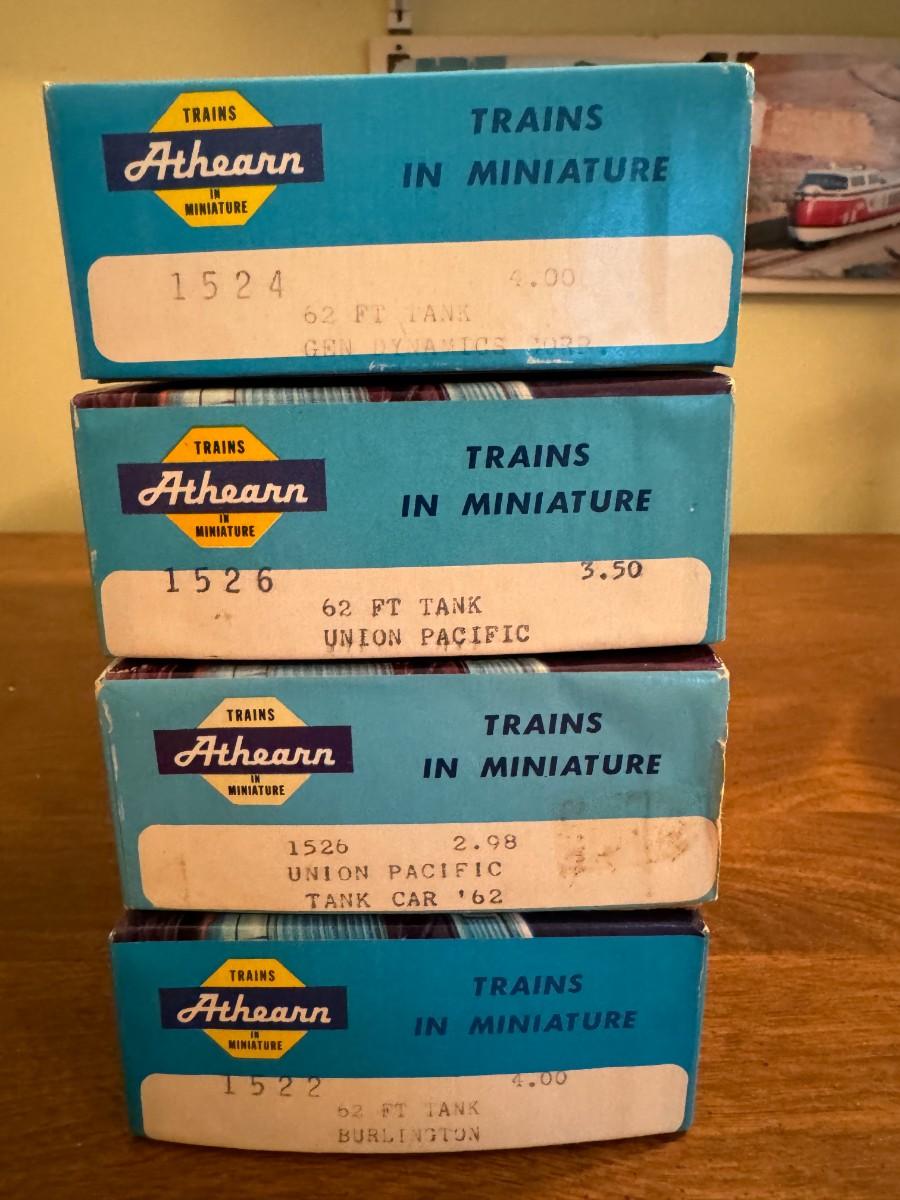 TRAINS
Athearn
IN
MINIATURE
TRAINS
IN MINIATURE
1524 4.00
62 FT TANK
GEN DYNAMICS CORP.
TRAINS
Athearn
IN
MINIATURE
TRAINS
IN MINIATURE
1526 3.50
62 FT TANK
UNION PACIFIC
TRAINS
Athearn
IN
MINIATURE
TRAINS
IN MINIATURE
1526 2.98
UNION PACIFIC
TANK CAR '62
TRAINS
Athearn
IN
MINIATURE
TRAINS
IN MINIATURE
1522 4.00
62 FT TANK
BURLINGTON